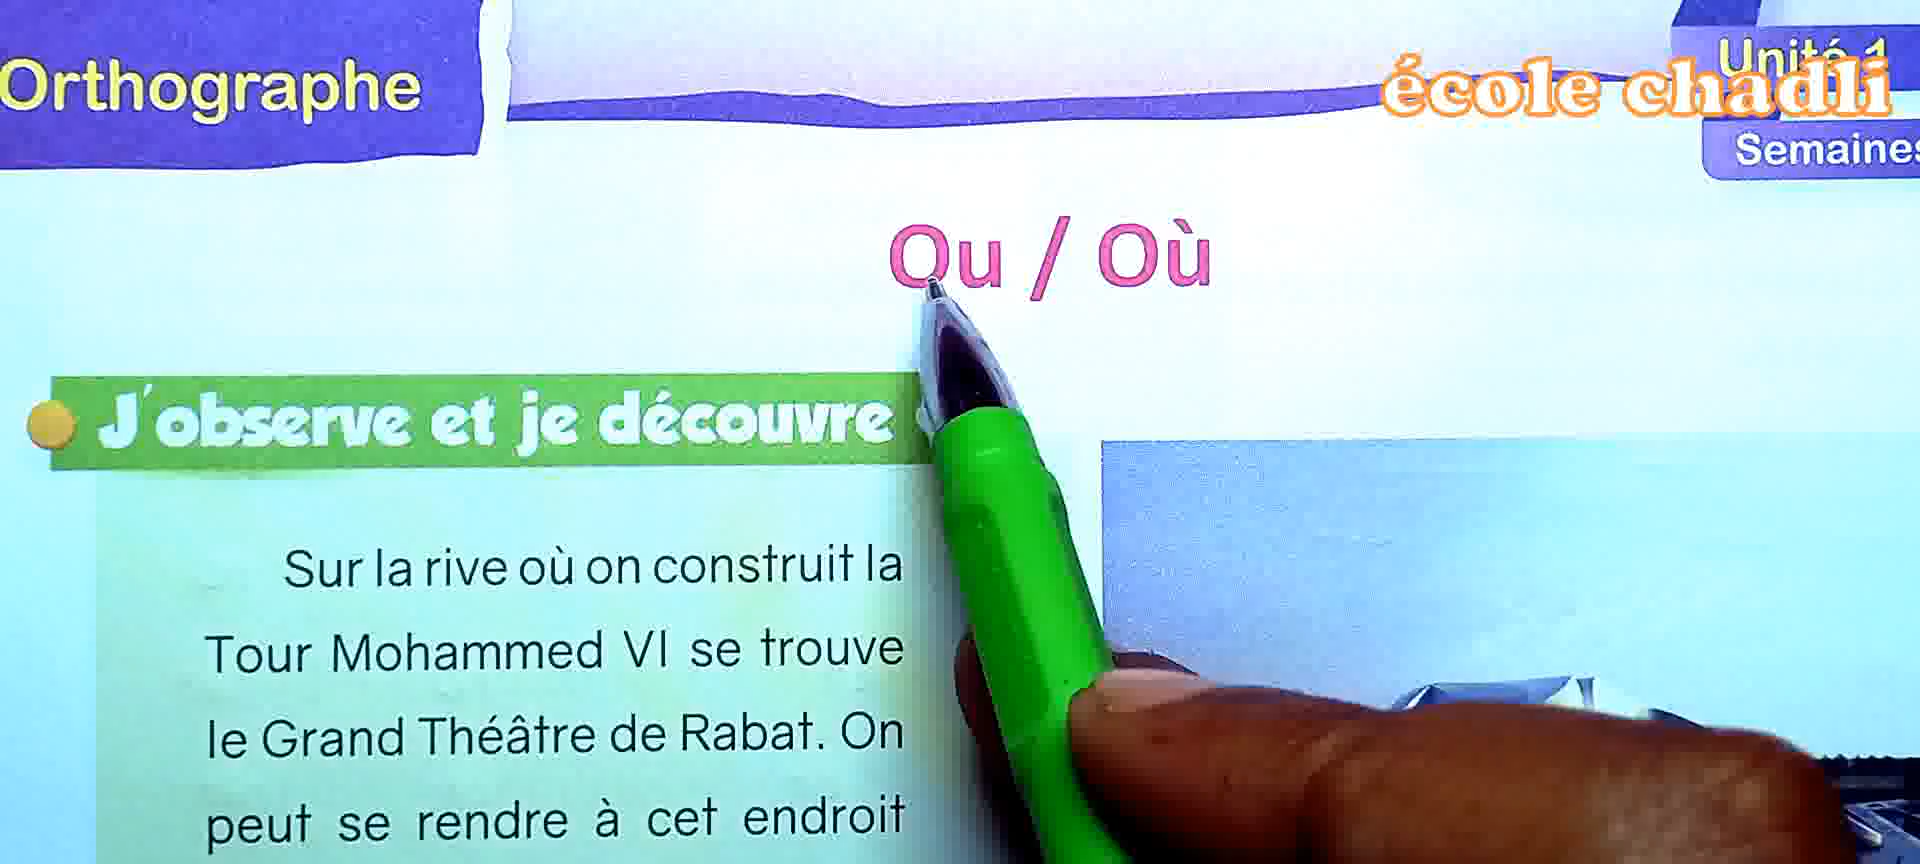 Orthographe
Unité 1
école chadli
Semaines
Ou / Où
J'observe et je découvre
Sur la rive où on construit la
Tour Mohammed VI se trouve
le Grand Théâtre de Rabat. On
peut se rendre à cet endroit